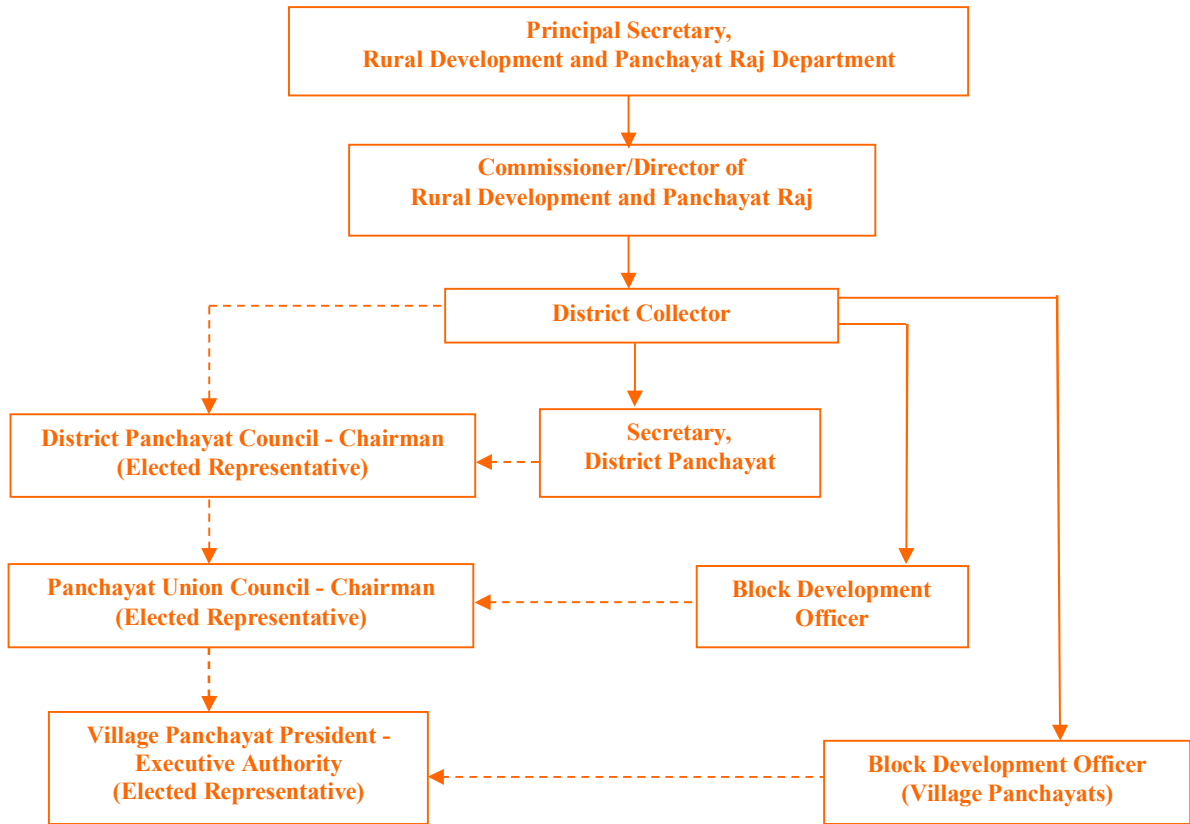 Principal Secretary,
Rural Development and Panchayat Raj Department
Commissioner/Director of
Rural Development and Panchayat Raj
District Collector
District Panchayat Council - Chairman
(Elected Representative)
Secretary,
District Panchayat
Panchayat Union Council - Chairman
(Elected Representative)
Block Development
Officer
Village Panchayat President -
Executive Authority
(Elected Representative)
Block Development Officer
(Village Panchayats)